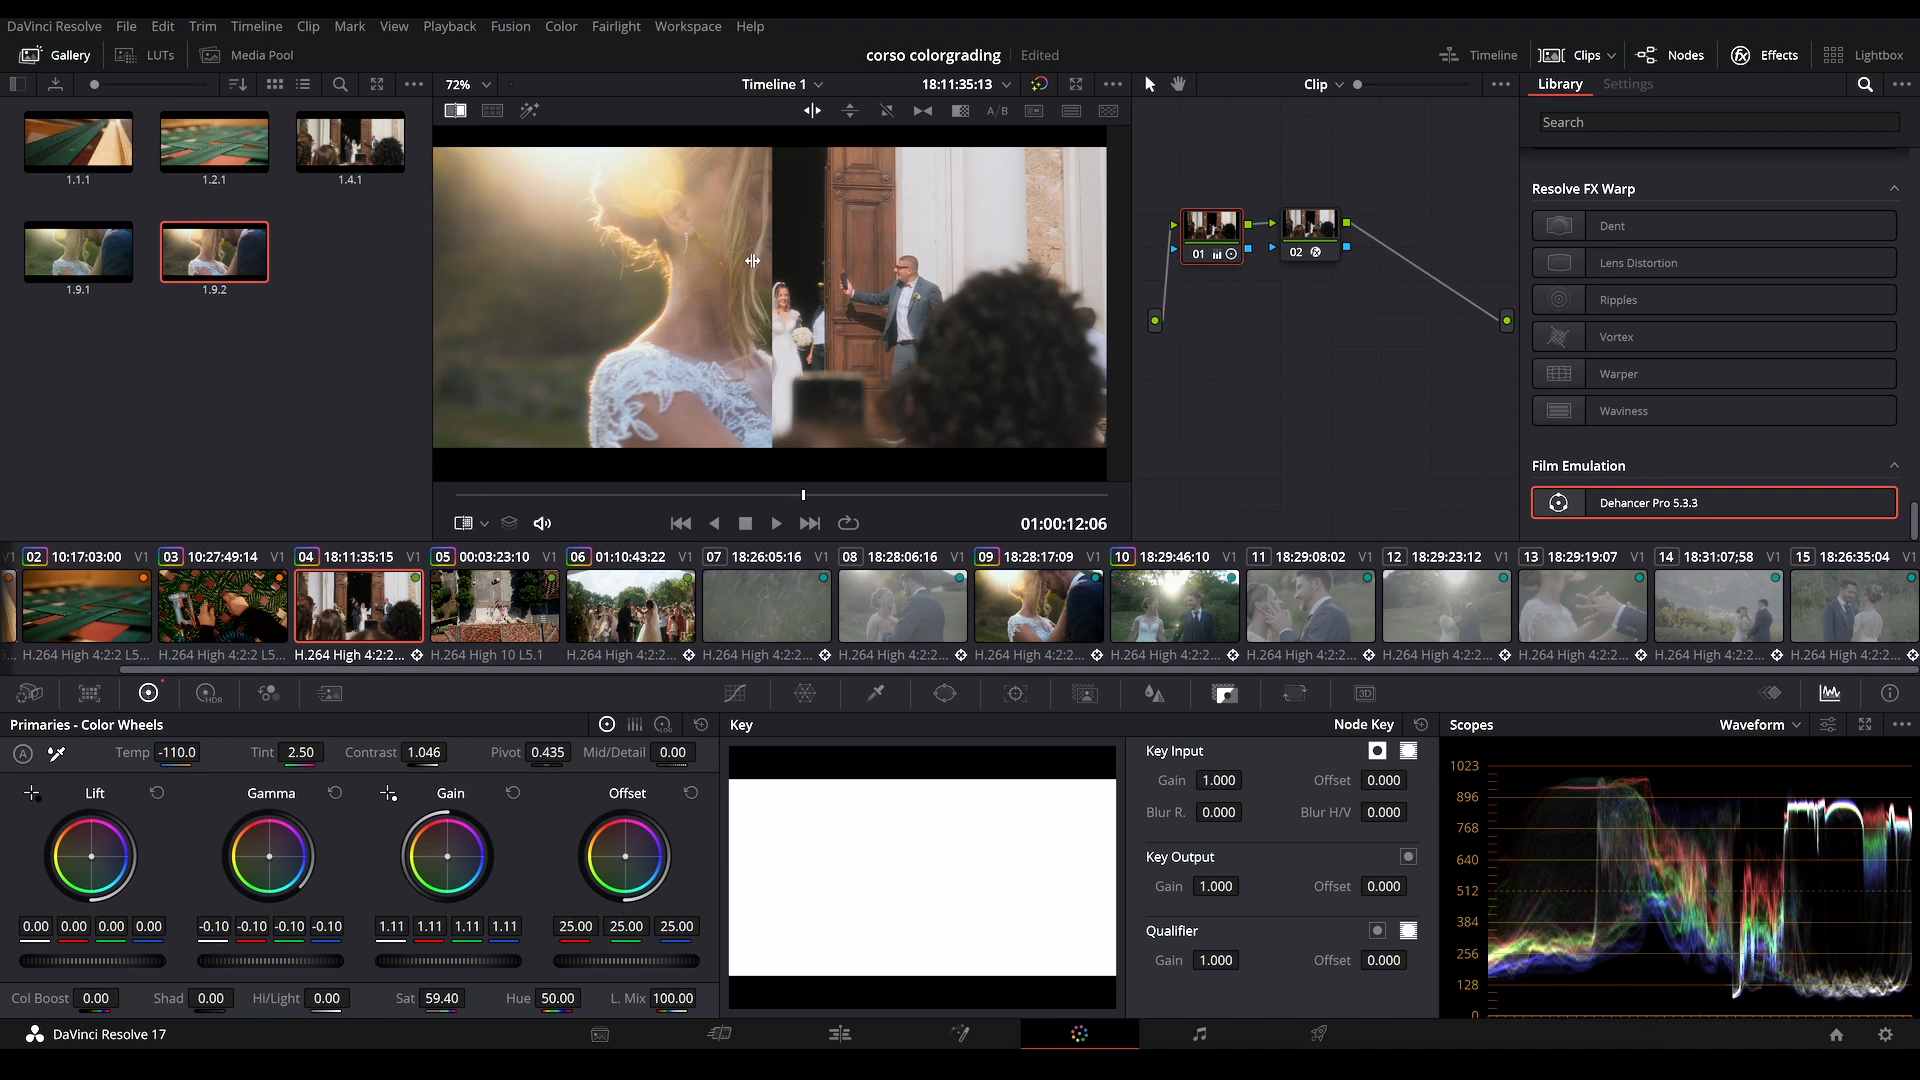 DaVinci Resolve File Edit Trim Timeline Clip Mark View Playback Fusion Color Fairlight Workspace Help
Gallery LUTs Media Pool corso colorgrading Edited Timeline Clips Nodes Effects Lightbox
72% Timeline 1 18:11:35:13 Clip Library Settings
A/B
Search
1.1.1 1.2.1 1.4.1
Resolve FX Warp
Dent
01 02
Lens Distortion
1.9.1 1.9.2
Ripples
Vortex
Warper
Waviness
Film Emulation
Dehancer Pro 5.3.3
01:00:12:06
V1 02 10:17:03:00 V1 03 10:27:49:14 V1 04 18:11:35:15 V1 05 00:03:23:10 V1 06 01:10:43:22 V1 07 18:26:05:16 V1 08 18:28:06:16 V1 09 18:28:17:09 V1 10 18:29:46:10 V1 11 18:29:08:02 V1 12 18:29:23:12 V1 13 18:29:19:07 V1 14 18:31:07;58 V1 15 18:26:35:04 V1
5... H.264 High 4:2:2 L5... H.264 High 4:2:2 L5... H.264 High 4:2:2... H.264 High 10 L5.1 H.264 High 4:2:2... H.264 High 4:2:2... H.264 High 4:2:2... H.264 High 4:2:2... H.264 High 4:2:2... H.264 High 4:2:2... H.264 High 4:2:2... H.264 High 4:2:2... H.264 High 4:2:2... H.264 High 4:2:2...
HDR 3D
Primaries - Color Wheels LOG Key Node Key Scopes Waveform
A Temp -110.0 Tint 2.50 Contrast 1.046 Pivot 0.435 Mid/Detail 0.00 Key Input
1023
Gain 1.000 Offset 0.000
Lift Gamma Gain Offset
896
Blur R. 0.000 Blur H/V 0.000
768
Key Output
640
Gain 1.000 Offset 0.000
512
0.00 0.00 0.00 0.00 -0.10 -0.10 -0.10 -0.10 1.11 1.11 1.11 1.11 25.00 25.00 25.00
384
Qualifier
256
Gain 1.000 Offset 0.000
128
Col Boost 0.00 Shad 0.00 Hi/Light 0.00 Sat 59.40 Hue 50.00 L. Mix 100.00
0
DaVinci Resolve 17